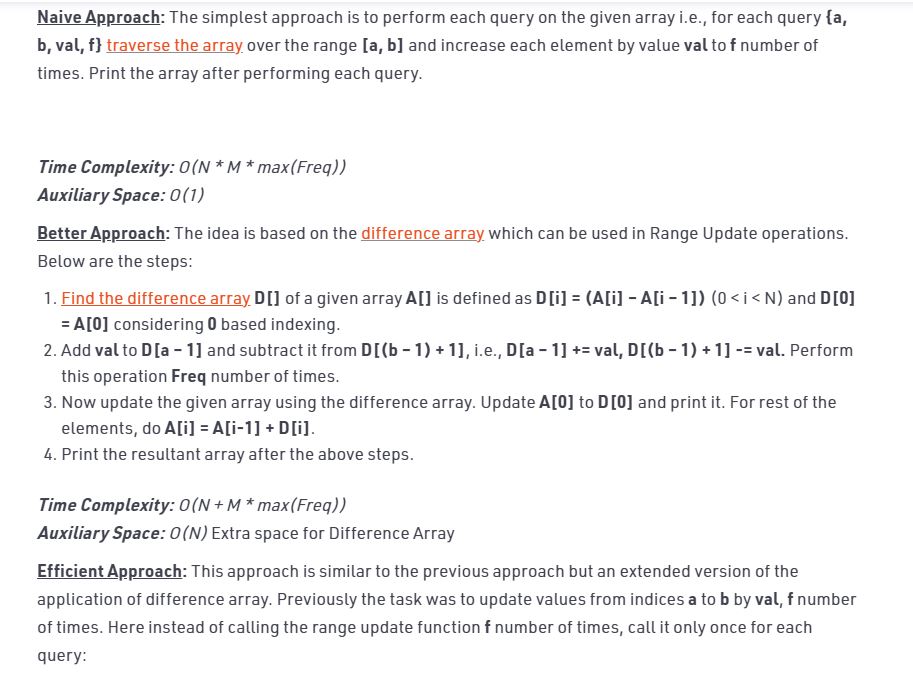 Naive Approach: The simplest approach is to perform each query on the given array i.e., for each query {a,
b, val, f} traverse the array over the range [a, b] and increase each element by value val to f number of
times. Print the array after performing each query.
Time Complexity: O(N * M * max(Freq))
Auxiliary Space: O(1)
Better Approach: The idea is based on the difference array which can be used in Range Update operations.
Below are the steps:
1. Find the difference array D[] of a given array A[] is defined as D[i] = (A[i] – A[i – 1]) (0 < i < N) and D[0]
= A[0] considering 0 based indexing.
2. Add val to D[a – 1] and subtract it from D[(b – 1) + 1], i.e., D[a – 1] += val, D[(b – 1) + 1] -= val. Perform
this operation Freq number of times.
3. Now update the given array using the difference array. Update A[0] to D[0] and print it. For rest of the
elements, do A[i] = A[i-1] + D[i].
4. Print the resultant array after the above steps.
Time Complexity: O(N + M * max(Freq))
Auxiliary Space: O(N) Extra space for Difference Array
Efficient Approach: This approach is similar to the previous approach but an extended version of the
application of difference array. Previously the task was to update values from indices a to b by val, f number
of times. Here instead of calling the range update function f number of times, call it only once for each
query: